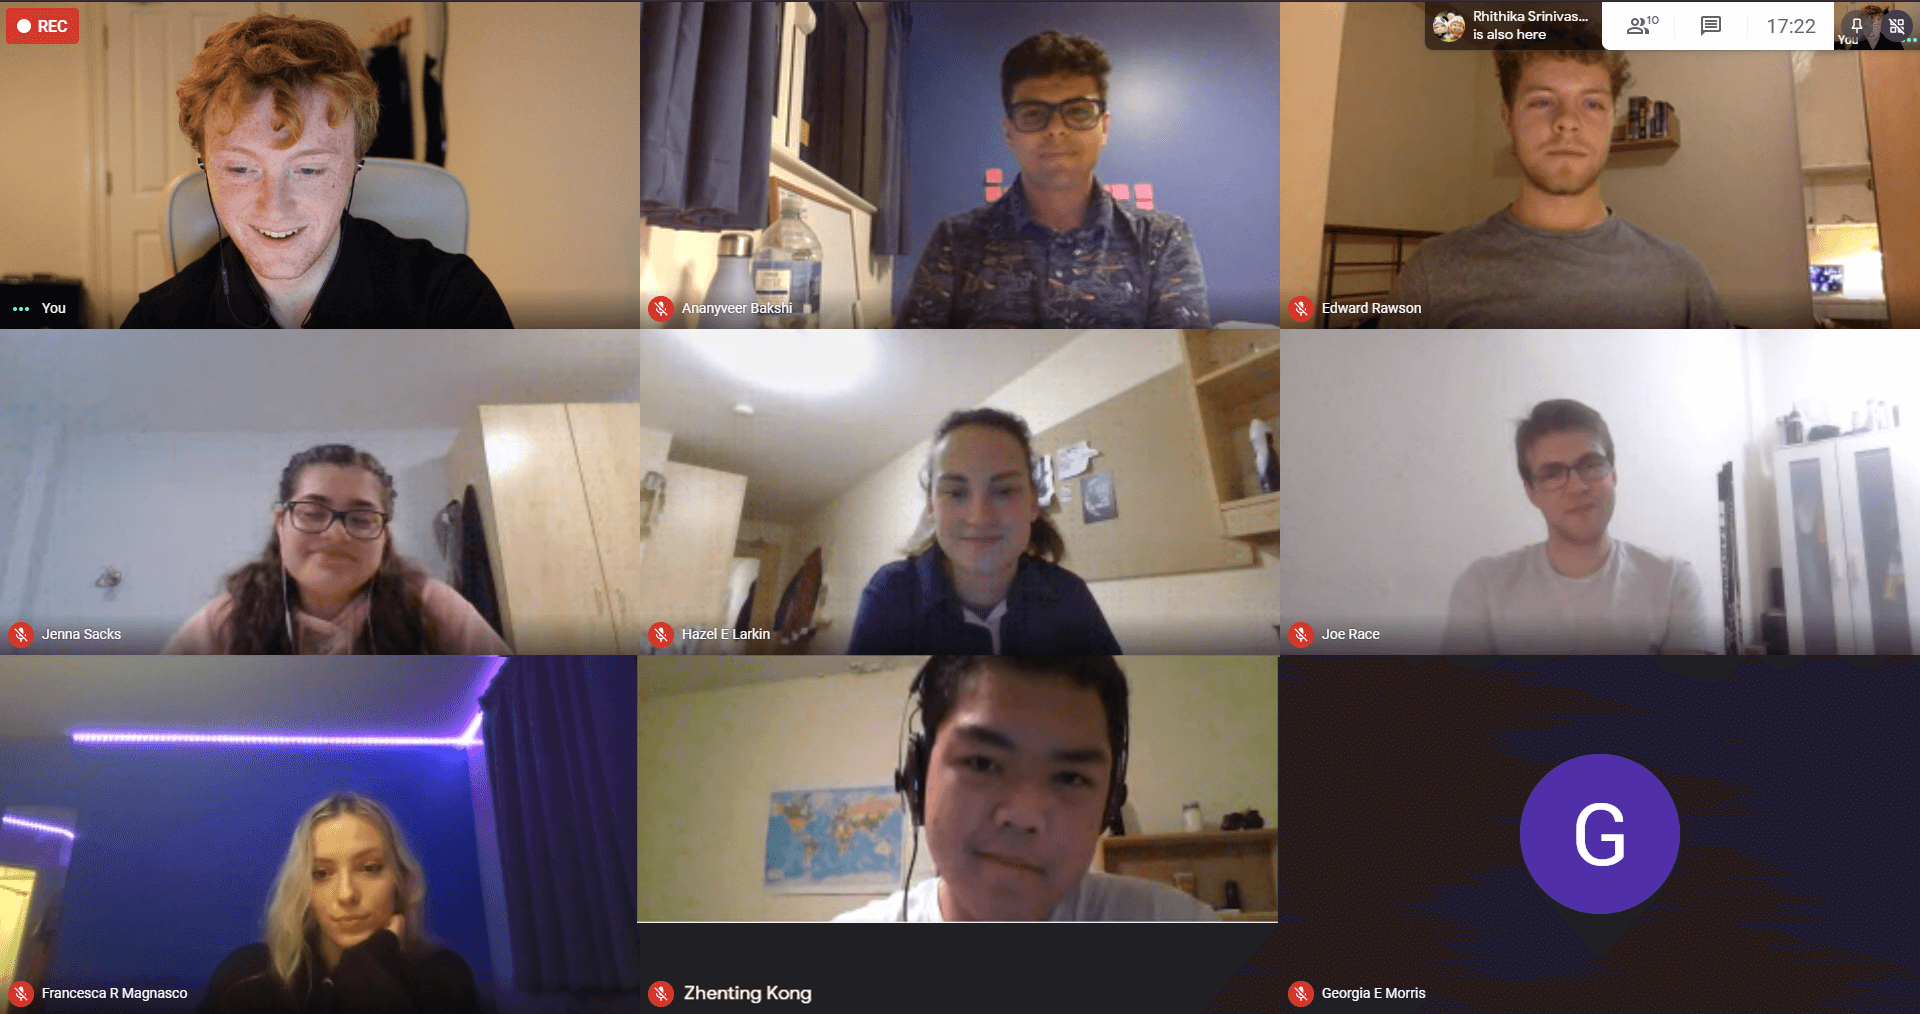 REC
Rhithika Srinivas...
is also here
10
17:22
You
You
Ananyveer Bakshi
Edward Rawson
Jenna Sacks
Hazel E Larkin
Joe Race
G
Francesca R Magnasco
Zhenting Kong
Georgia E Morris